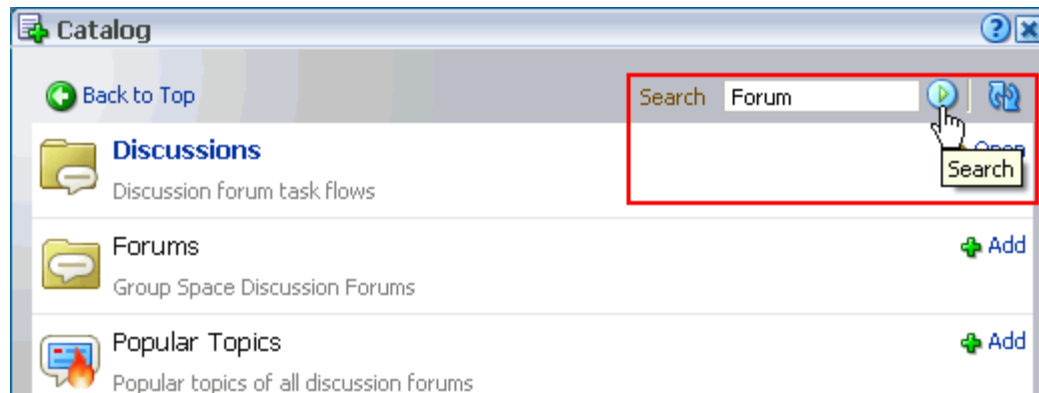 Catalog
Back to Top
Search Forum
Discussions
Open
Search
Discussion forum task flows
Forums
Add
Group Space Discussion Forums
Popular Topics
Add
Popular topics of all discussion forums